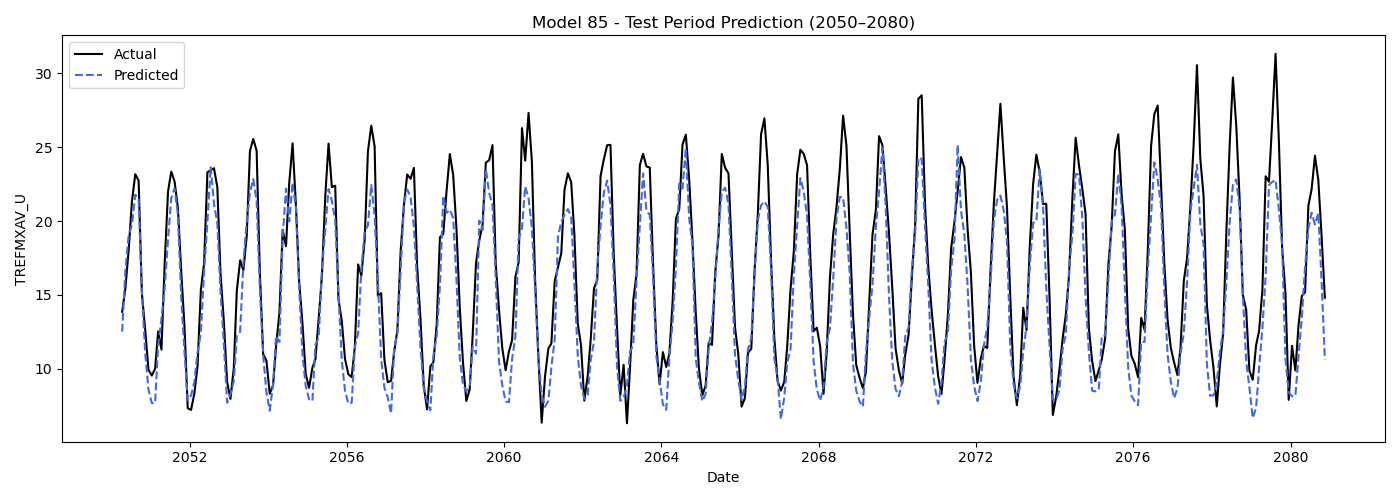 Model 85 - Test Period Prediction (2050–2080)
Actual
Predicted
TREFMXAV_U
30
25
20
15
10
2052 2056 2060 2064 2068 2072 2076 2080
Date